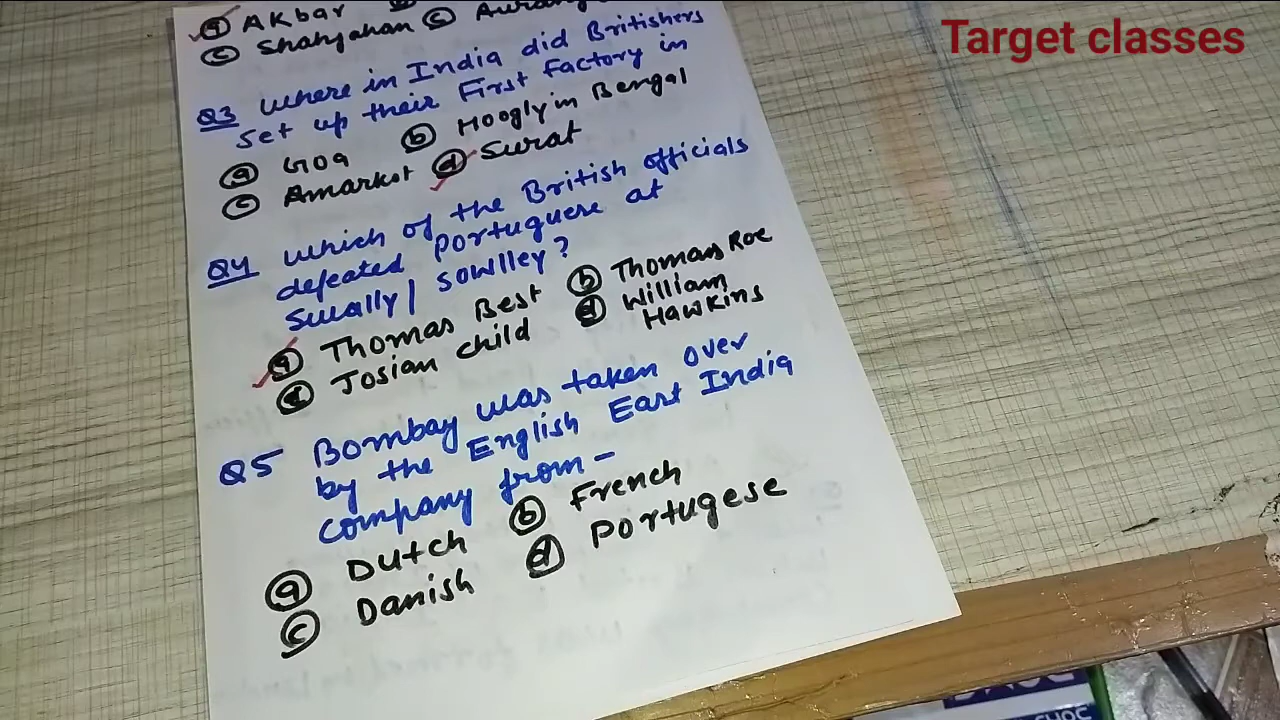 Target classes
a Akbar
c Shahjahan c
Q3 Where in India did Britishers
set up their First Factory in
a Goa b Hoogly in Bengal
c Amarkot d Surat
Q4 which of the British officials
defeated Portuguere at
Swally / Sowlley ?
a Thomas Best b Thomas Roe
Josian child d William
Hawkins
Q5 Bombay was taken over
by the English East India
company from -
a Dutch b French
c Danish d Portugese